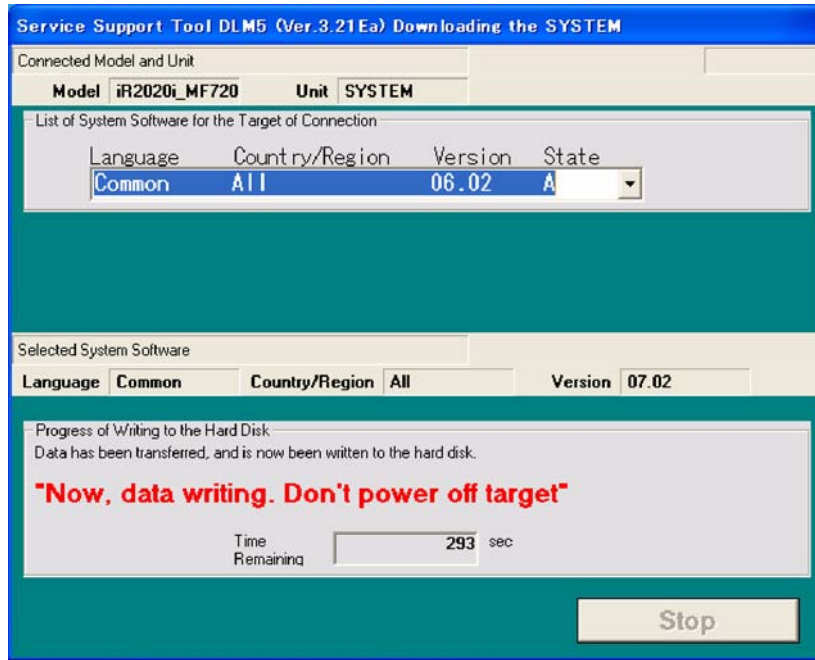 Service Support Tool DLM5 (Ver.3.21Ea) Downloading the SYSTEM
Connected Model and Unit
Model iR2020i_MF720 Unit SYSTEM
List of System Software for the Target of Connection
Language Country/Region Version State
Common All 06.02 A
Selected System Software
Language Common Country/Region All Version 07.02
Progress of Writing to the Hard Disk
Data has been transferred, and is now been written to the hard disk.
"Now, data writing. Don't power off target"
Time Remaining 293 sec
Stop